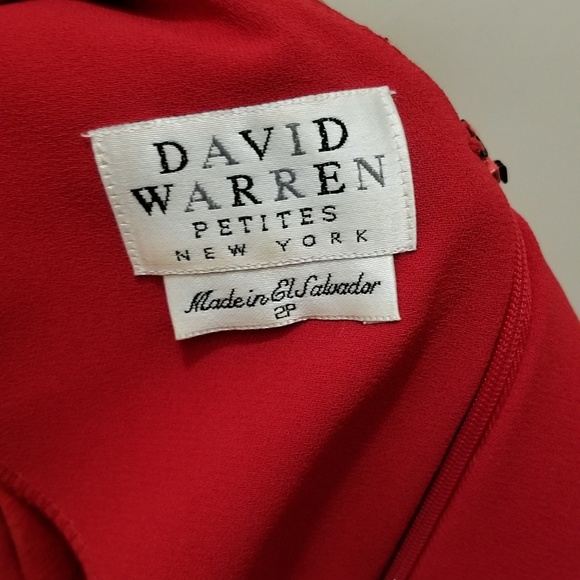 DAVID
WARREN
PETITES
NEW YORK
Made in El Salvador
2P